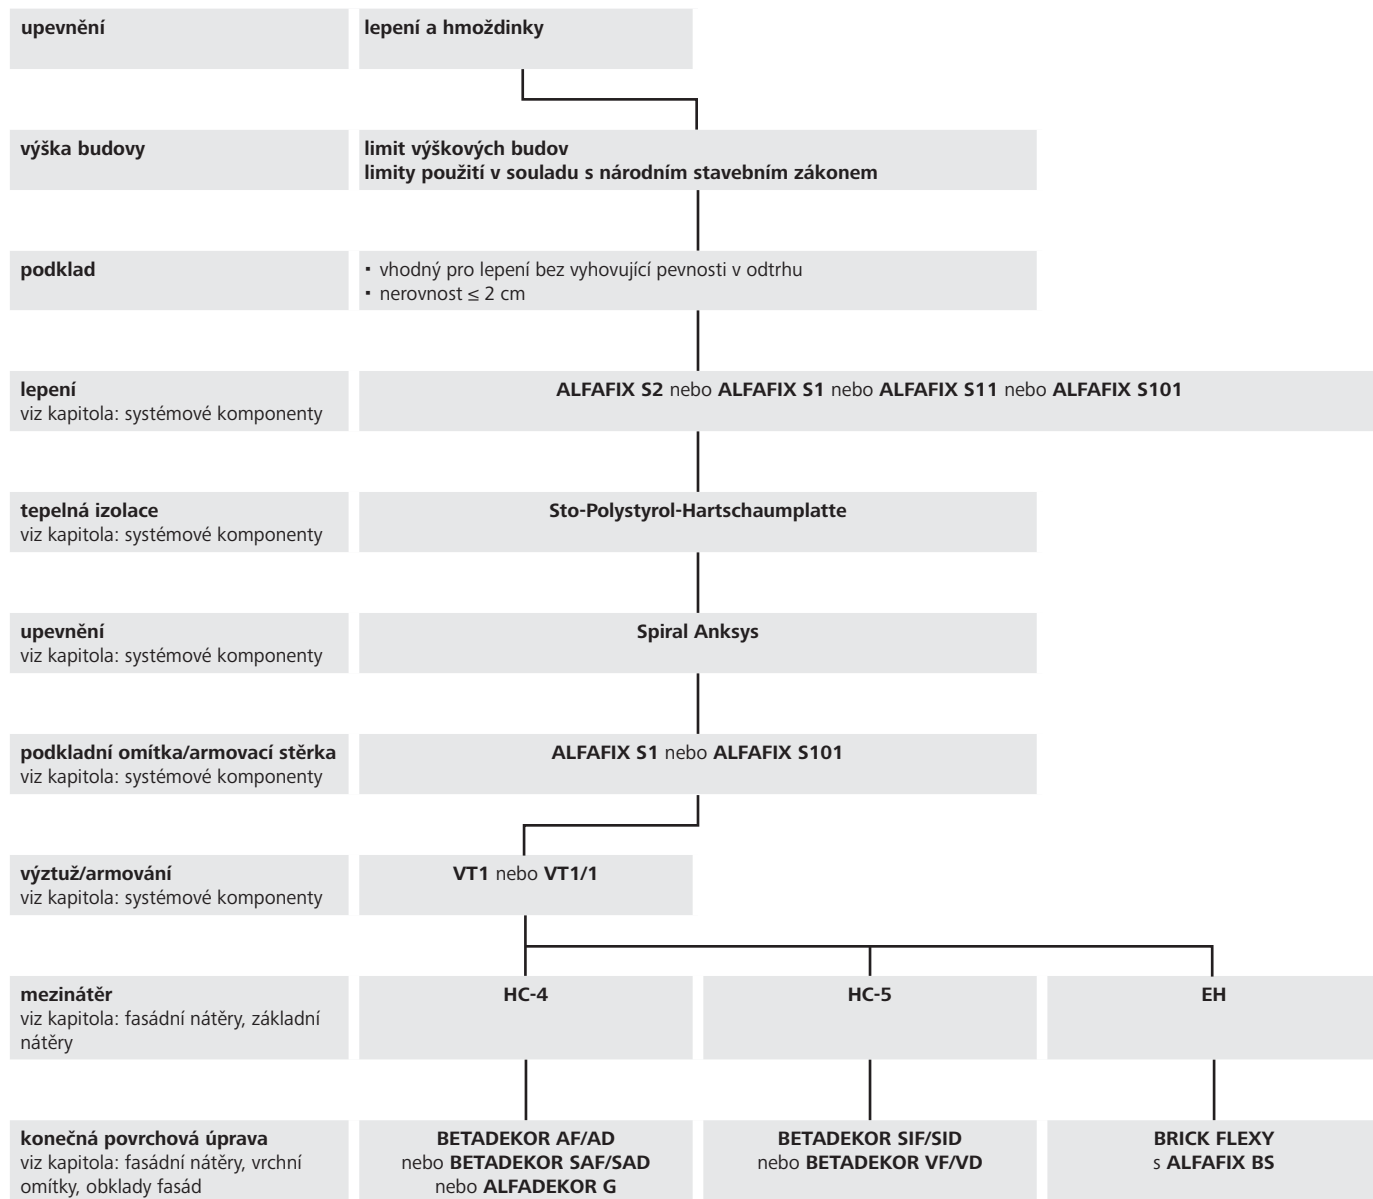 upevnění
lepení a hmoždinky
výška budovy
limit výškových budov
limity použití v souladu s národním stavebním zákonem
podklad
▪ vhodný pro lepení bez vyhovující pevnosti v odtrhu
▪ nerovnost ≤ 2 cm
lepení
viz kapitola: systémové komponenty
ALFAFIX S2 nebo ALFAFIX S1 nebo ALFAFIX S11 nebo ALFAFIX S101
tepelná izolace
viz kapitola: systémové komponenty
Sto-Polystyrol-Hartschaumplatte
upevnění
viz kapitola: systémové komponenty
Spiral Anksys
podkladní omítka/armovací stěrka
viz kapitola: systémové komponenty
ALFAFIX S1 nebo ALFAFIX S101
výztuž/armování
viz kapitola: systémové komponenty
VT1 nebo VT1/1
mezinátěr
viz kapitola: fasádní nátěry, základní
nátěry
HC-4
HC-5
EH
konečná povrchová úprava
viz kapitola: fasádní nátěry, vrchní
omítky, obklady fasád
BETADEKOR AF/AD
nebo BETADEKOR SAF/SAD
nebo ALFADEKOR G
BETADEKOR SIF/SID
nebo BETADEKOR VF/VD
BRICK FLEXY
s ALFAFIX BS